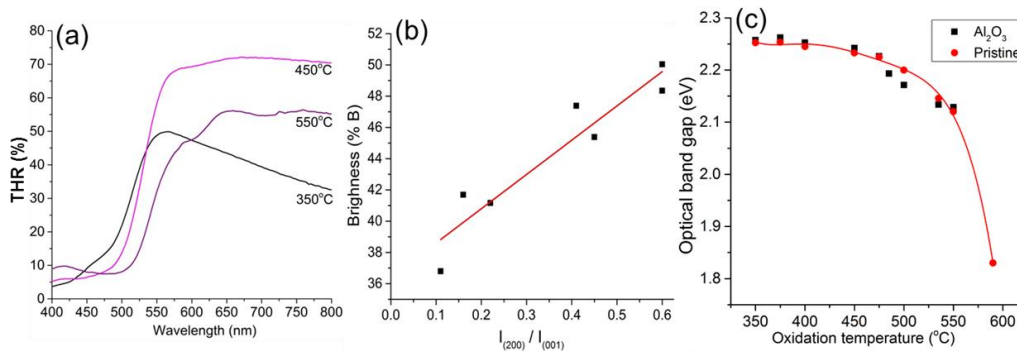 (a)
THR (%)
80
70
60
50
40
30
20
10
0
450°C
550°C
350°C
400 450 500 550 600 650 700 750 800
Wavelength (nm)
(b)
Brighness (% B)
50
48
46
44
42
40
38
36
0.0 0.1 0.2 0.3 0.4 0.5 0.6
I(200) / I(001)
(c)
Optical band gap (eV)
2.3
2.2
2.1
2.0
1.9
1.8
Al2O3
Pristine
350 400 450 500 550 600
Oxidation temperature (°C)